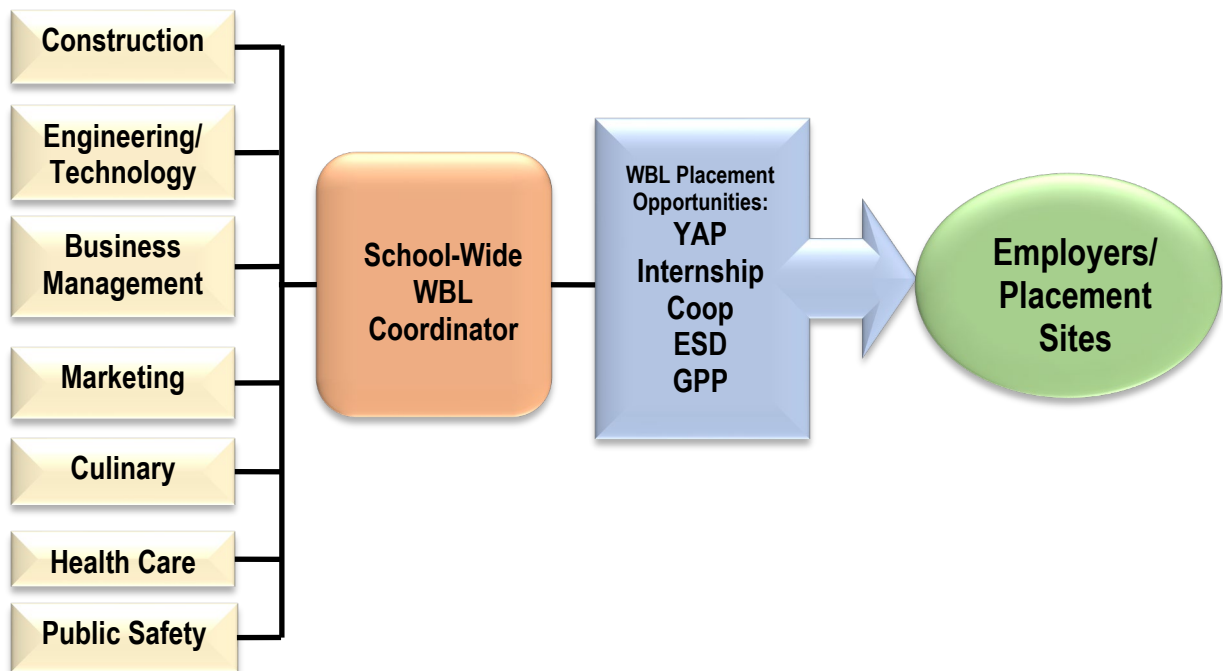 Construction
Engineering/
Technology
Business
Management
Marketing
Culinary
Health Care
Public Safety
School-Wide
WBL
Coordinator
WBL Placement
Opportunities:
YAP
Internship
Coop
ESD
GPP
Employers/
Placement
Sites